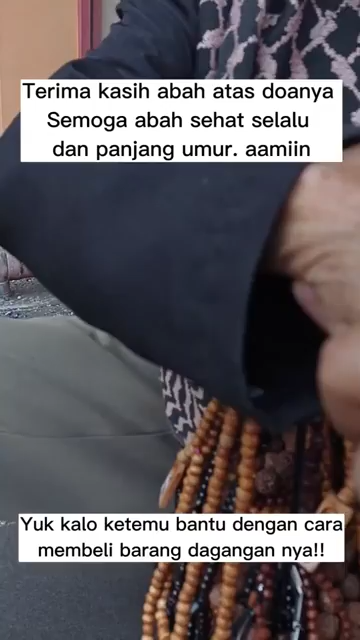 Terima kasih abah atas doanya
Semoga abah sehat selalu
dan panjang umur. aamiin
Yuk kalo ketemu bantu dengan cara
membeli barang dagangan nya!!